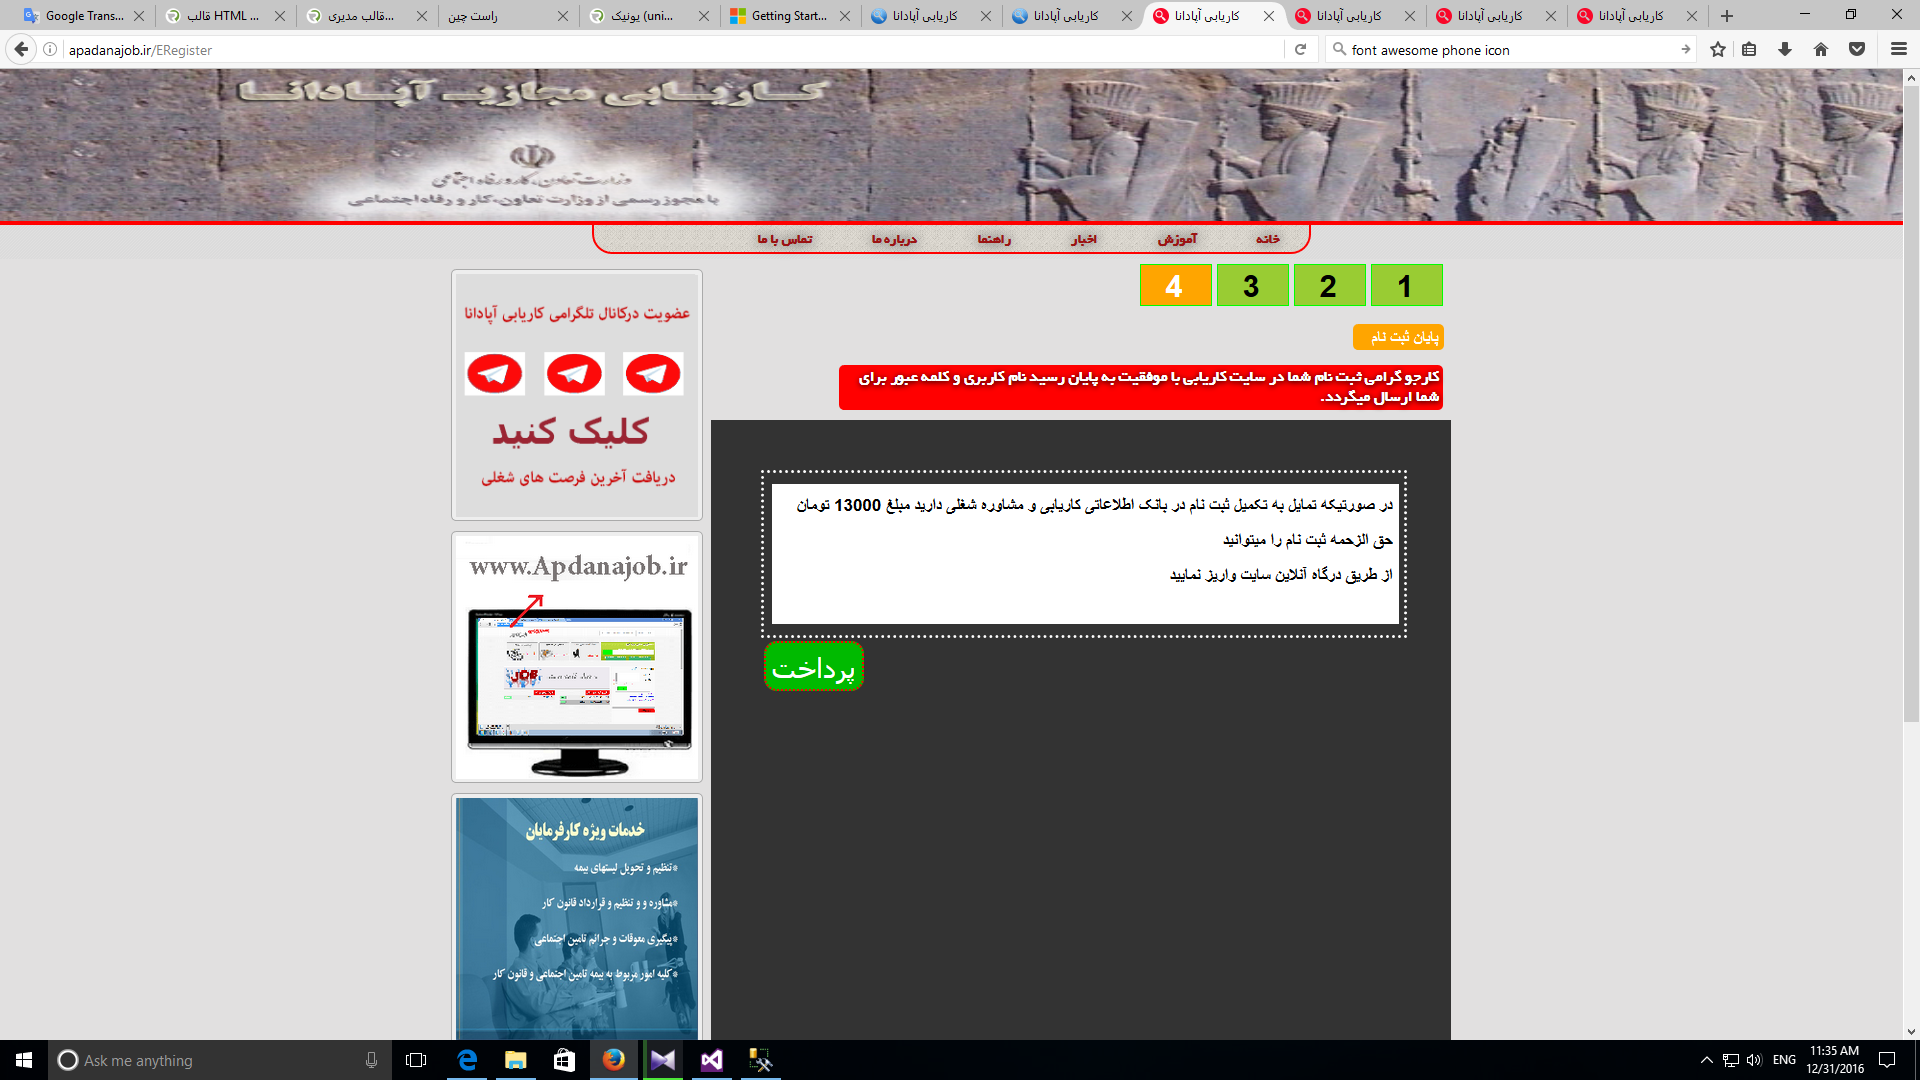 Google Trans...
قالب HTML ...
قالب مدیری...
راست چین
یونیک (uni...
Getting Start...
کاریابی آپادانا
کاریابی آپادانا
کاریابی آپادانا
کاریابی آپادانا
کاریابی آپادانا
کاریابی آپادانا
apadanajob.ir/ERegister
font awesome phone icon
کاریابی مجازی آپادانا
وزارت تعاون، کار و رفاه اجتماعی
با مجوز رسمی از وزارت تعاون، کار و رفاه اجتماعی
خانه
آموزش
اخبار
راهنما
درباره ما
تماس با ما
1
2
3
4
پایان ثبت نام
کارجو گرامی ثبت نام شما در سایت کاریابی با موفقیت به پایان رسید نام کاربری و کلمه عبور برای
شما ارسال میگردد.
در صورتیکه تمایل به تکمیل ثبت نام در بانک اطلاعاتی کاریابی و مشاوره شغلی دارید مبلغ 13000 تومان
حق الزحمه ثبت نام را میتوانید
از طریق درگاه آنلاین سایت واریز نمایید
پرداخت
عضویت درکانال تلگرامی کاریابی آپادانا
کلیک کنید
دریافت آخرین فرصت های شغلی
www.Apdanajob.ir
JOB
خدمات ویژه کارفرمایان
*تنظیم و تحویل لیستهای بیمه
*مشاوره و و تنظیم و قرارداد قانون کار
*پیگیری معوقات و جرائم تامین اجتماعی
*کلیه امور مربوط به بیمه تامین اجتماعی و قانون کار
Ask me anything
ENG
11:35 AM
12/31/2016